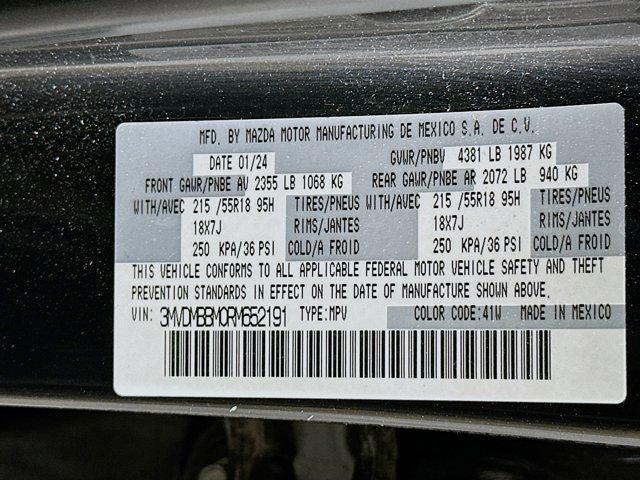 MFD. BY MAZDA MOTOR MANUFACTURING DE MEXICO S.A. DE C.V.
DATE 01/24 GVWR/PNBV 4381 LB 1987 KG
FRONT GAWR/PNBE AV 2355 LB 1068 KG REAR GAWR/PNBE AR 2072 LB 940 KG
WITH/AVEC 215 /55R18 95H TIRES/PNEUS WITH/AVEC 215 /55R18 95H TIRES/PNEUS
18X7J RIMS/JANTES 18X7J RIMS/JANTES
250 KPA/36 PSI COLD/A FROID 250 KPA/36 PSI COLD/A FROID
THIS VEHICLE CONFORMS TO ALL APPLICABLE FEDERAL MOTOR VEHICLE SAFETY AND THEFT
PREVENTION STANDARDS IN EFFECT ON THE DATE OF MANUFACTURE SHOWN ABOVE.
VIN: 3MVDMBBM0RM652191 TYPE:MPV COLOR CODE:41W MADE IN MEXICO